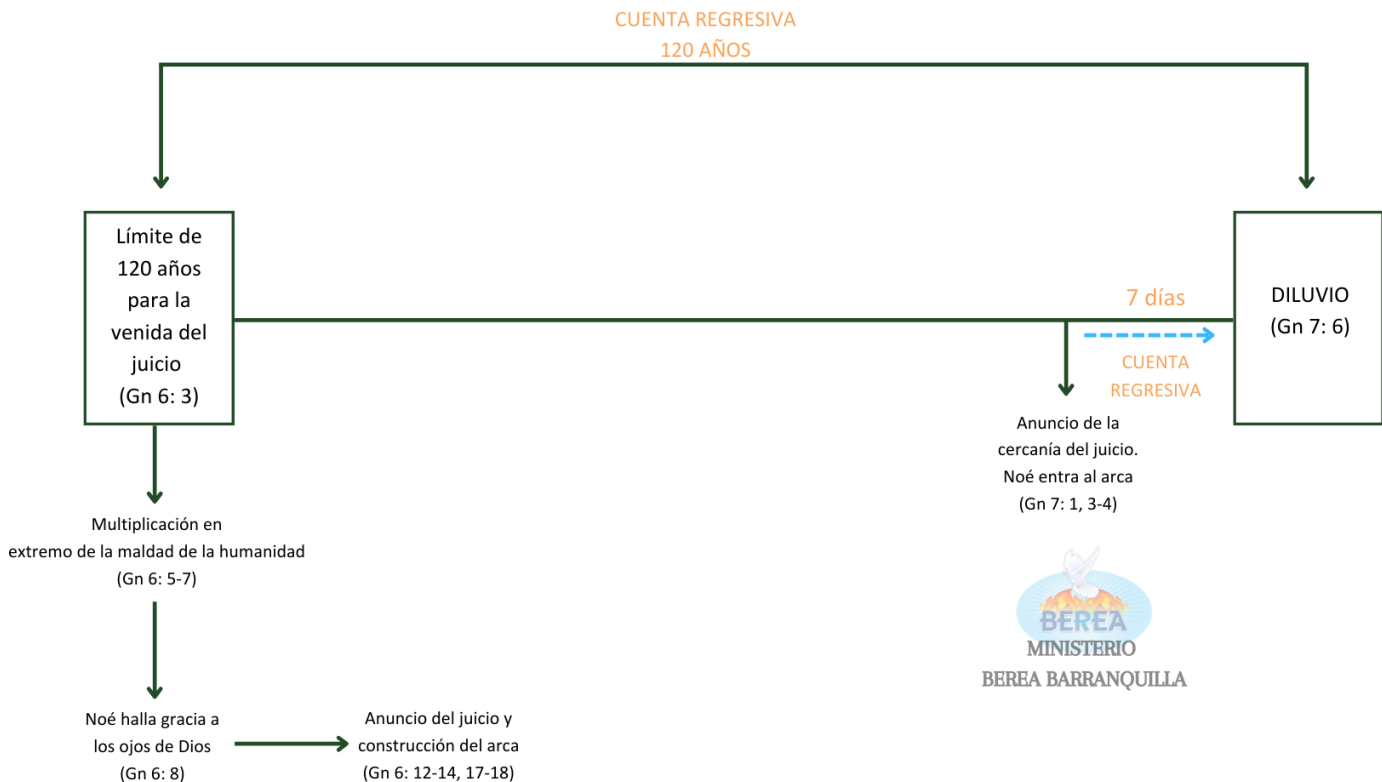 CUENTA REGRESIVA
120 AÑOS
Límite de
120 años
para la
venida del
juicio
(Gn 6: 3)
7 días
CUENTA
REGRESIVA
DILUVIO
(Gn 7: 6)
Anuncio de la
cercanía del juicio.
Noé entra al arca
(Gn 7: 1, 3-4)
Multiplicación en
extremo de la maldad de la humanidad
(Gn 6: 5-7)
Noé halla gracia a
los ojos de Dios
(Gn 6: 8)
Anuncio del juicio y
construcción del arca
(Gn 6: 12-14, 17-18)
BEREA
MINISTERIO
BEREA BARRANQUILLA